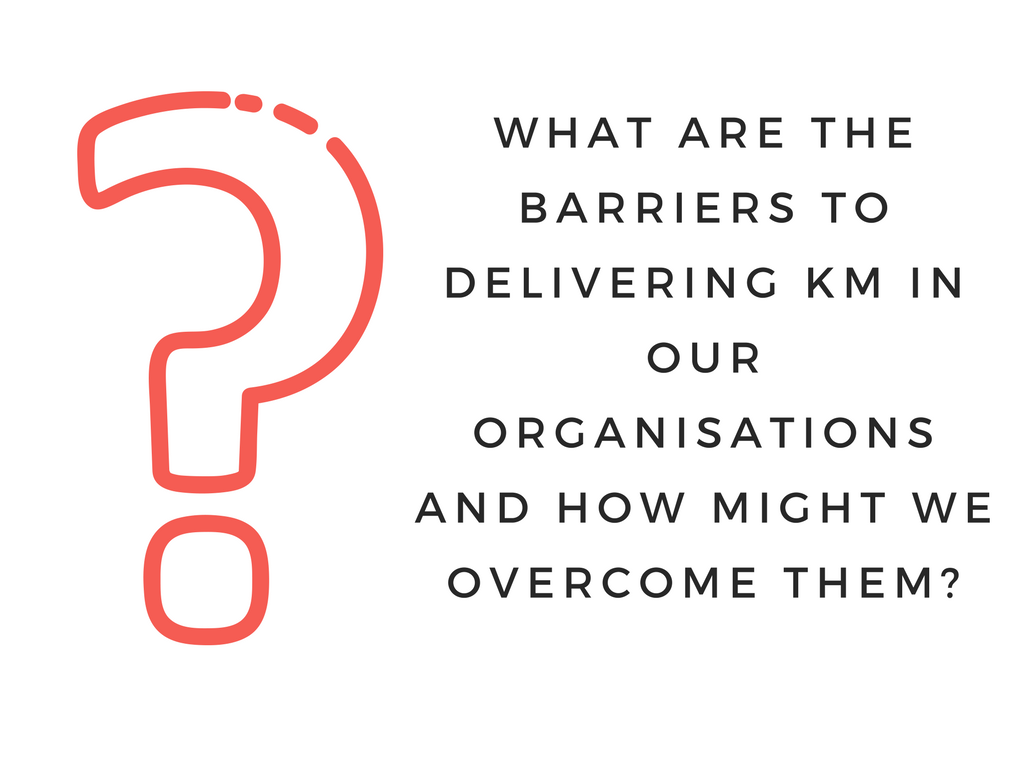 WHAT ARE THE
BARRIERS TO
DELIVERING KM IN
OUR
ORGANISATIONS
AND HOW MIGHT WE
OVERCOME THEM?